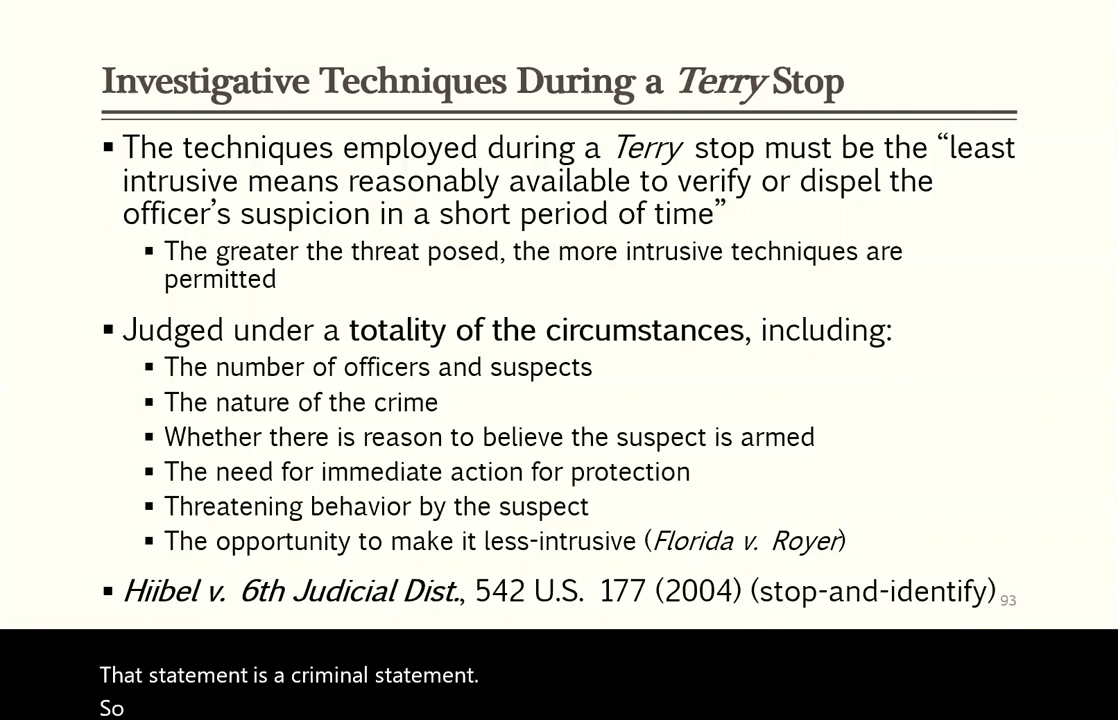 Investigative Techniques During a Terry Stop
▪ The techniques employed during a Terry stop must be the “least
intrusive means reasonably available to verify or dispel the
officer’s suspicion in a short period of time”
▪ The greater the threat posed, the more intrusive techniques are
permitted
▪ Judged under a totality of the circumstances, including:
▪ The number of officers and suspects
▪ The nature of the crime
▪ Whether there is reason to believe the suspect is armed
▪ The need for immediate action for protection
▪ Threatening behavior by the suspect
▪ The opportunity to make it less-intrusive (Florida v. Royer)
▪ Hiibel v. 6th Judicial Dist., 542 U.S. 177 (2004) (stop-and-identify)
93
That statement is a criminal statement.
So